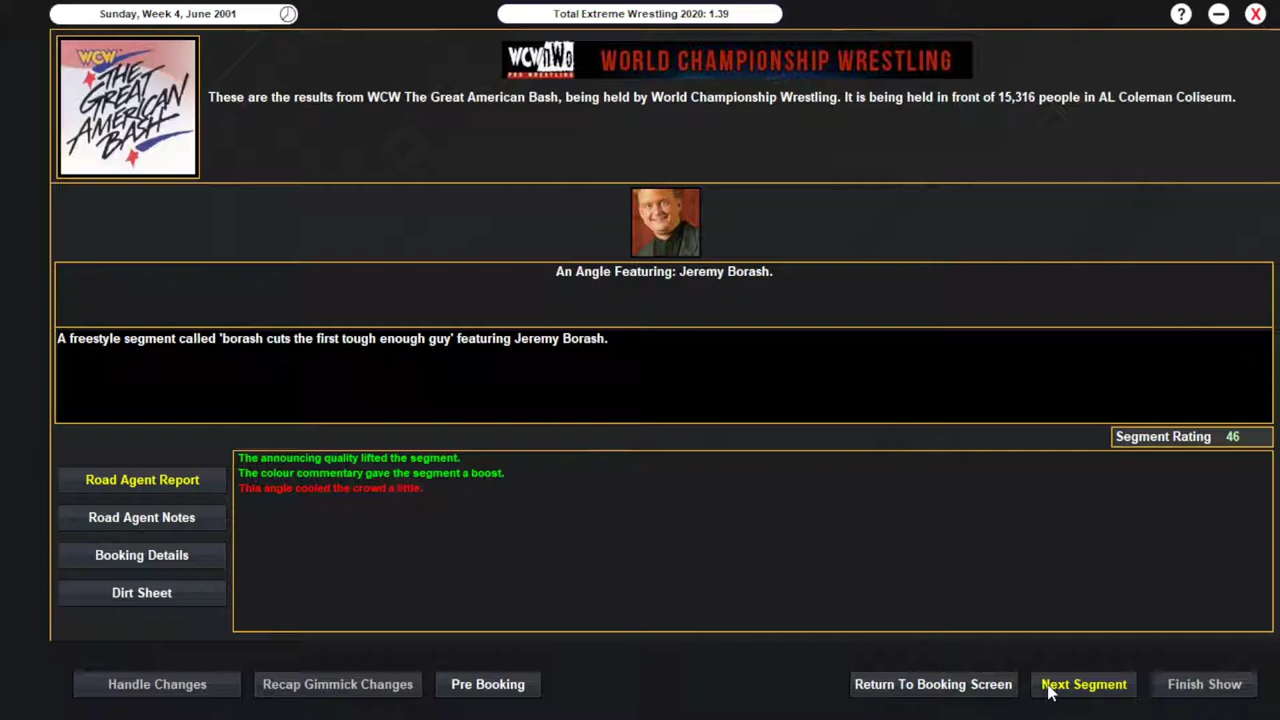 Sunday, Week 4, June 2001
Total Extreme Wrestling 2020: 1.39
?
X
WCW
THE
GREAT
AMERICAN
BASH
WCW
PRO WRESTLING
WORLD CHAMPIONSHIP WRESTLING
These are the results from WCW The Great American Bash, being held by World Championship Wrestling. It is being held in front of 15,316 people in AL Coleman Coliseum.
An Angle Featuring: Jeremy Borash.
A freestyle segment called 'borash cuts the first tough enough guy' featuring Jeremy Borash.
Segment Rating 46
Road Agent Report
Road Agent Notes
Booking Details
Dirt Sheet
The announcing quality lifted the segment.
The colour commentary gave the segment a boost.
This angle cooled the crowd a little.
Handle Changes
Recap Gimmick Changes
Pre Booking
Return To Booking Screen
Next Segment
Finish Show